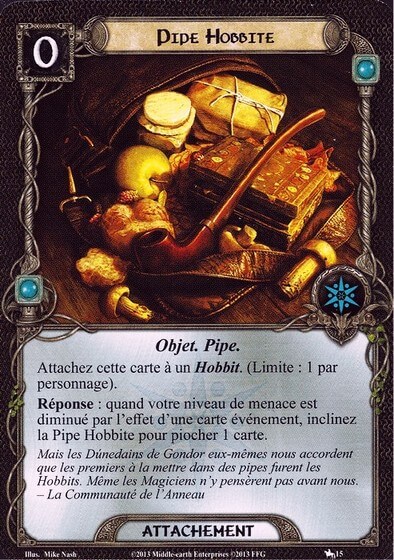 0
PIPE HOBBITE
Objet. Pipe.
Attachez cette carte à un Hobbit. (Limite : 1 par
personnage).
Réponse : quand votre niveau de menace est
diminué par l'effet d'une carte événement, inclinez
la Pipe Hobbite pour piocher 1 carte.
Mais les Dúnedains de Gondor eux-mêmes nous accordent
que les premiers à la mettre dans des pipes furent les
Hobbits. Même les Magiciens n'y pensèrent pas avant nous.
– La Communauté de l'Anneau
ATTACHEMENT
Illus. Mike Nash
©2013 Middle-earth Enterprises ©2013 FFG
15